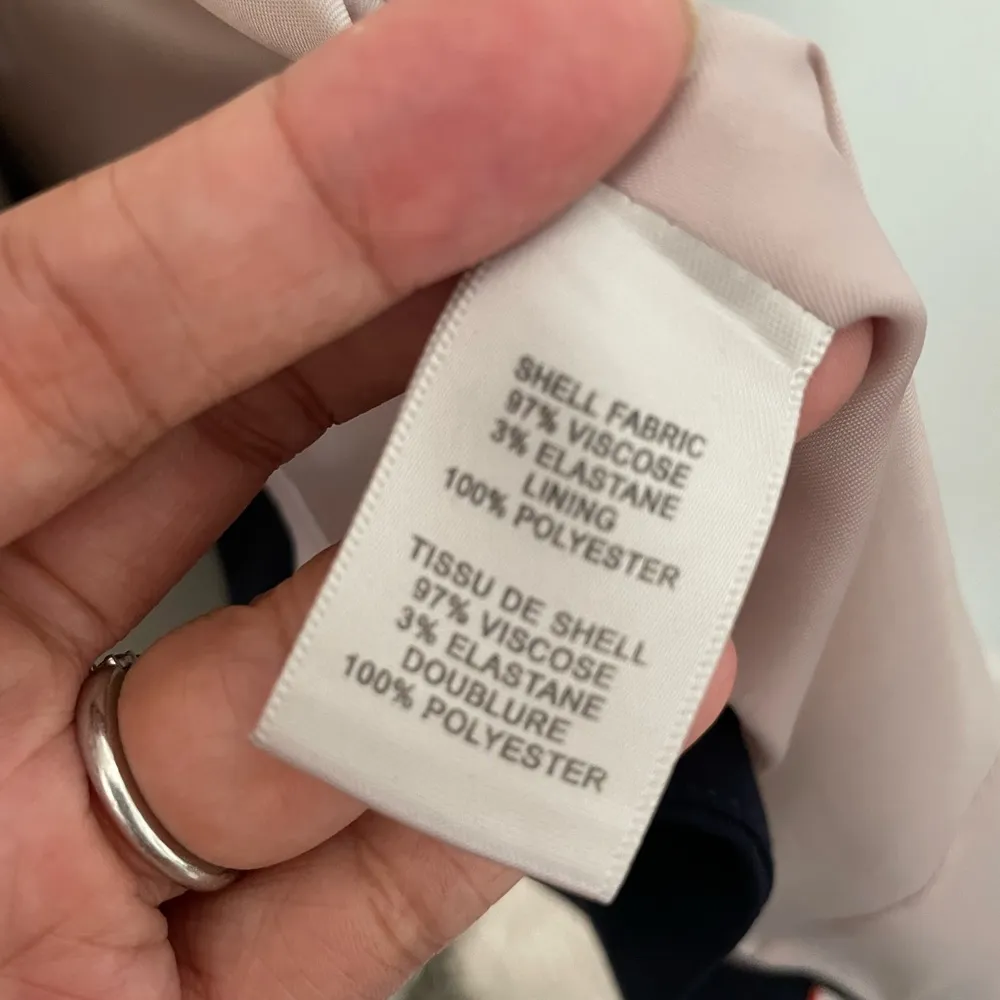 SHELL FABRIC
97% VISCOSE
3% ELASTANE
LINING
100% POLYESTER
TISSU DE SHELL
97% VISCOSE
3% ELASTANE
DOUBLURE
100% POLYESTER